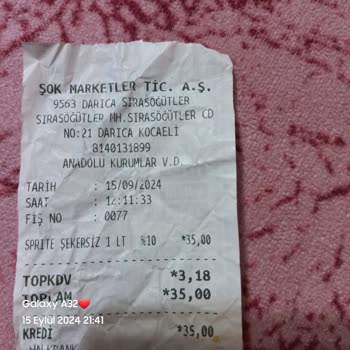 ŞOK MARKETLER TİC. A.Ş.
9563 DARICA SIRASÖĞÜTLER
SIRASÖĞÜTLER MH.SIRASÖĞÜTLER CD
NO:21 DARICA KOCAELİ
8140131899
ANADOLU KURUMLAR V.D.
TARİH : 15/09/2024
SAAT :
FİŞ NO : 0077
SPRITE ŞEKERSİZ 1 LT %10 *35,00
TOPKDV *3,18
TOPLAM *35,00
Galaxy A32❤️
15 Eylül 2024 21:41
KREDİ *35,00